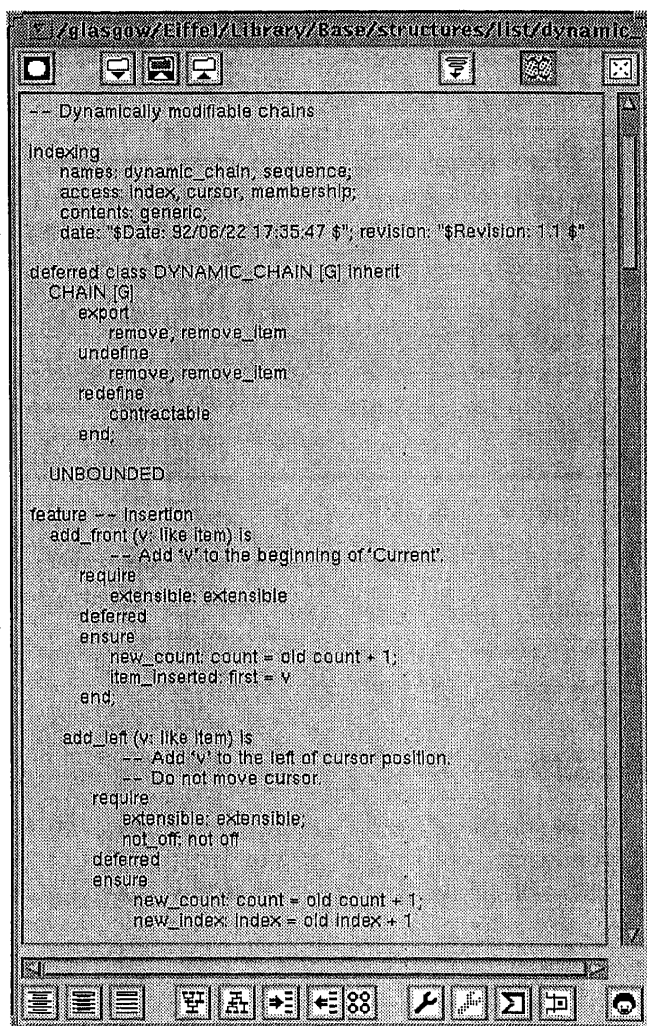 /glasgow/Eiffel/Library/Base/structures/list/dynamic_
-- Dynamically modifiable chains
indexing
names: dynamic_chain, sequence;
access: index, cursor, membership;
contents: generic;
date: "$Date: 92/06/22 17:35:47 $"; revision: "$Revision: 1.1 $"
deferred class DYNAMIC_CHAIN [G] inherit
CHAIN [G]
export
remove, remove_item
undefine
remove, remove_item
redefine
contractable
end;
UNBOUNDED
feature -- Insertion
add_front (v: like item) is
-- Add 'v' to the beginning of 'Current'.
require
extensible: extensible
deferred
ensure
new_count: count = old count + 1;
item_inserted: first = v
end;
add_left (v: like item) is
-- Add 'v' to the left of cursor position.
-- Do not move cursor.
require
extensible: extensible;
not_off: not off
deferred
ensure
new_count: count = old count + 1;
new_index: index = old index + 1